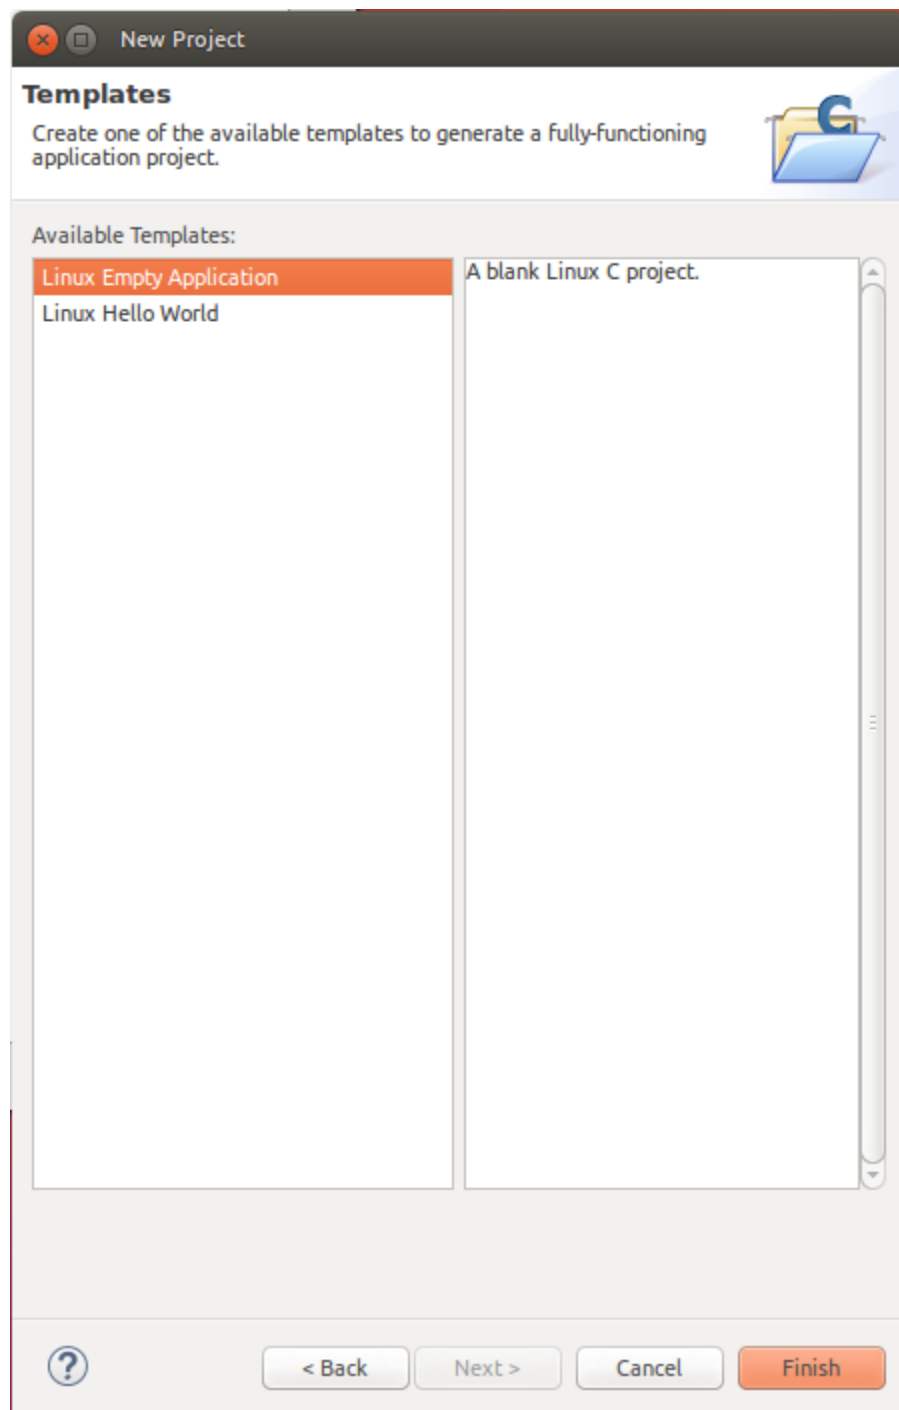 New Project
Templates
Create one of the available templates to generate a fully-functioning
application project.
C
Available Templates:
Linux Empty Application
Linux Hello World
A blank Linux C project.
?
< Back
Next >
Cancel
Finish